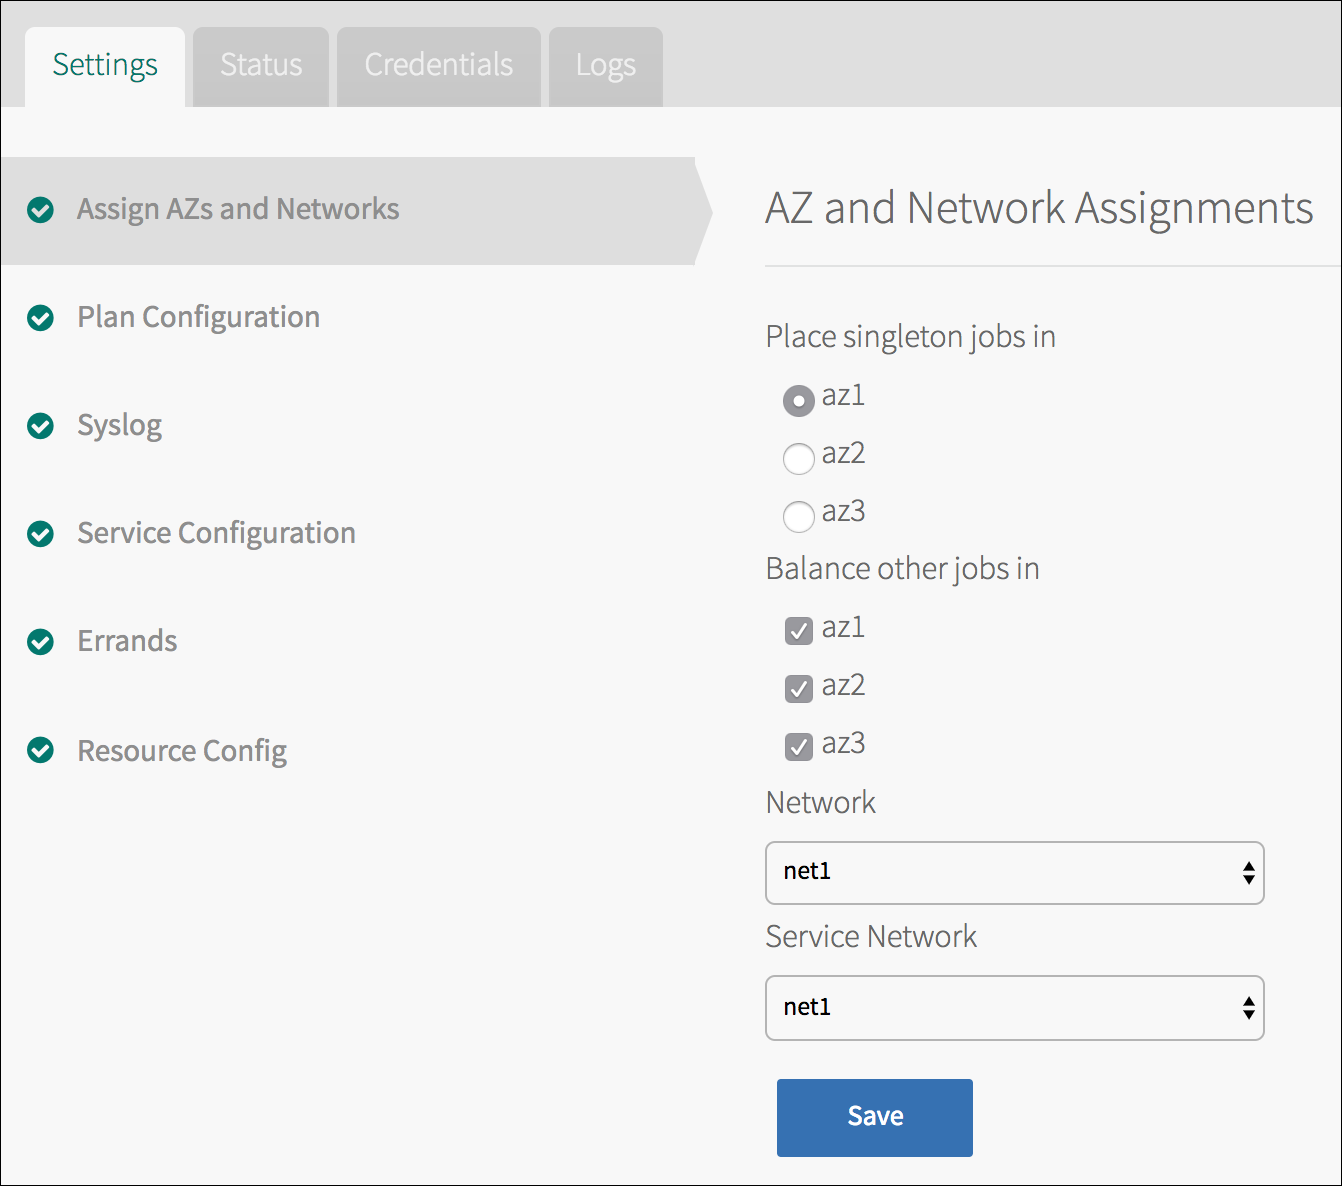 Settings
Status
Credentials
Logs
Assign AZs and Networks
Plan Configuration
Syslog
Service Configuration
Errands
Resource Config
AZ and Network Assignments
Place singleton jobs in
az1
az2
az3
Balance other jobs in
az1
az2
az3
Network
net1
Service Network
net1
Save